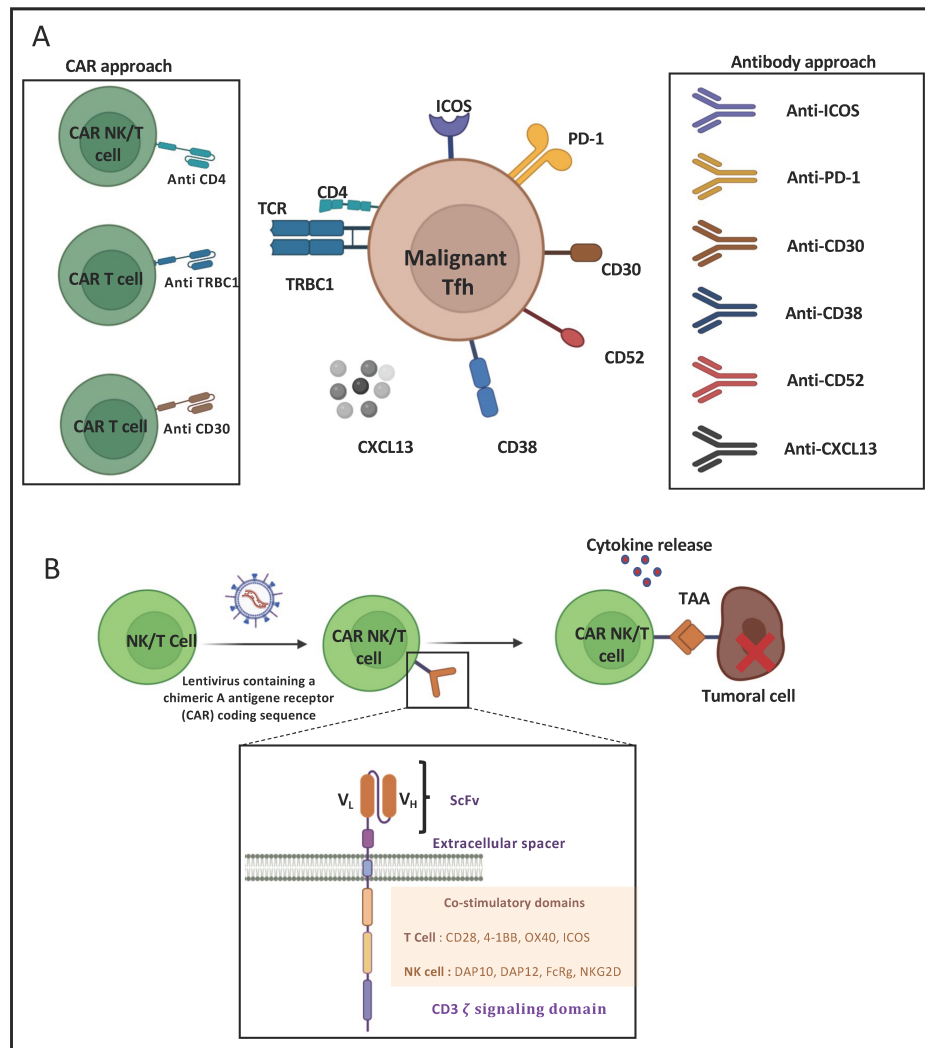 A
CAR approach
CAR NK/T
cell
Anti CD4
CAR T cell
Anti TRBC1
CAR T cell
Anti CD30
ICOS
PD-1
CD4
TCR
TRBC1
Malignant
Tfh
CD30
CD52
CXCL13
CD38
Antibody approach
Anti-ICOS
Anti-PD-1
Anti-CD30
Anti-CD38
Anti-CD52
Anti-CXCL13
B
NK/T Cell
Lentivirus containing a
chimeric A antigene receptor
(CAR) coding sequence
CAR NK/T
cell
Cytokine release
CAR NK/T
cell
TAA
Tumoral cell
VL
VH
ScFv
Extracellular spacer
Co-stimulatory domains
T Cell : CD28, 4-1BB, OX40, ICOS
NK cell : DAP10, DAP12, FcRg, NKG2D
CD3 ζ signaling domain